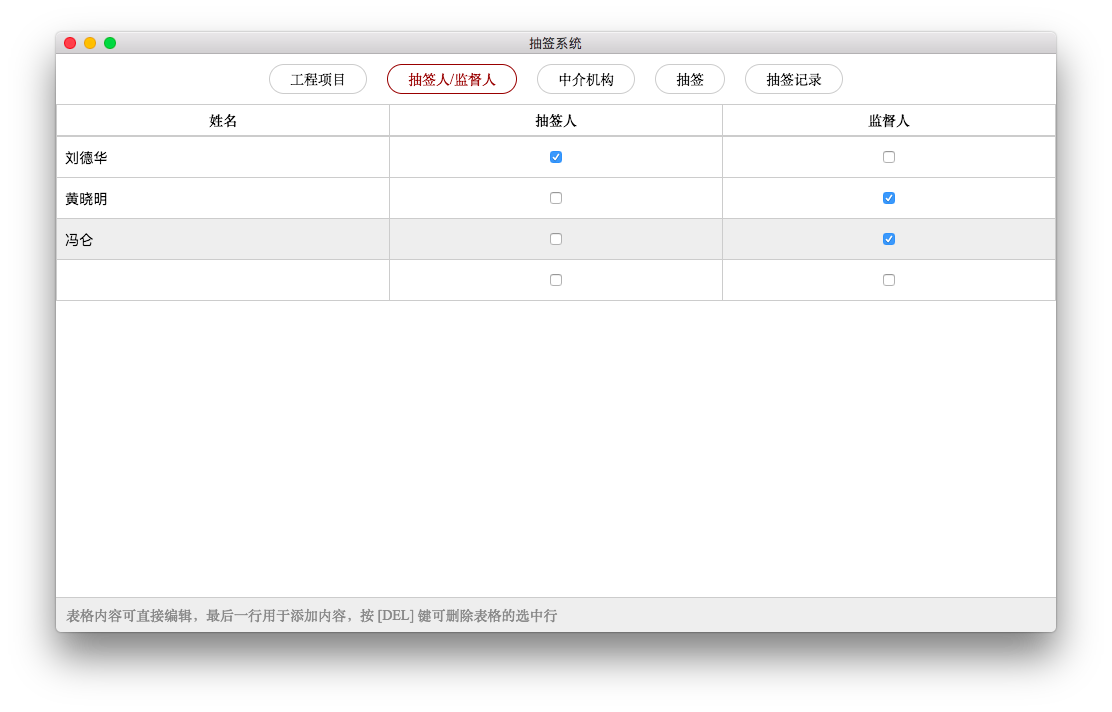 抽签系统
工程项目 抽签人/监督人 中介机构 抽签 抽签记录
姓名 抽签人 监督人
刘德华
黄晓明
冯仑
表格内容可直接编辑，最后一行用于添加内容，按 [DEL] 键可删除表格的选中行